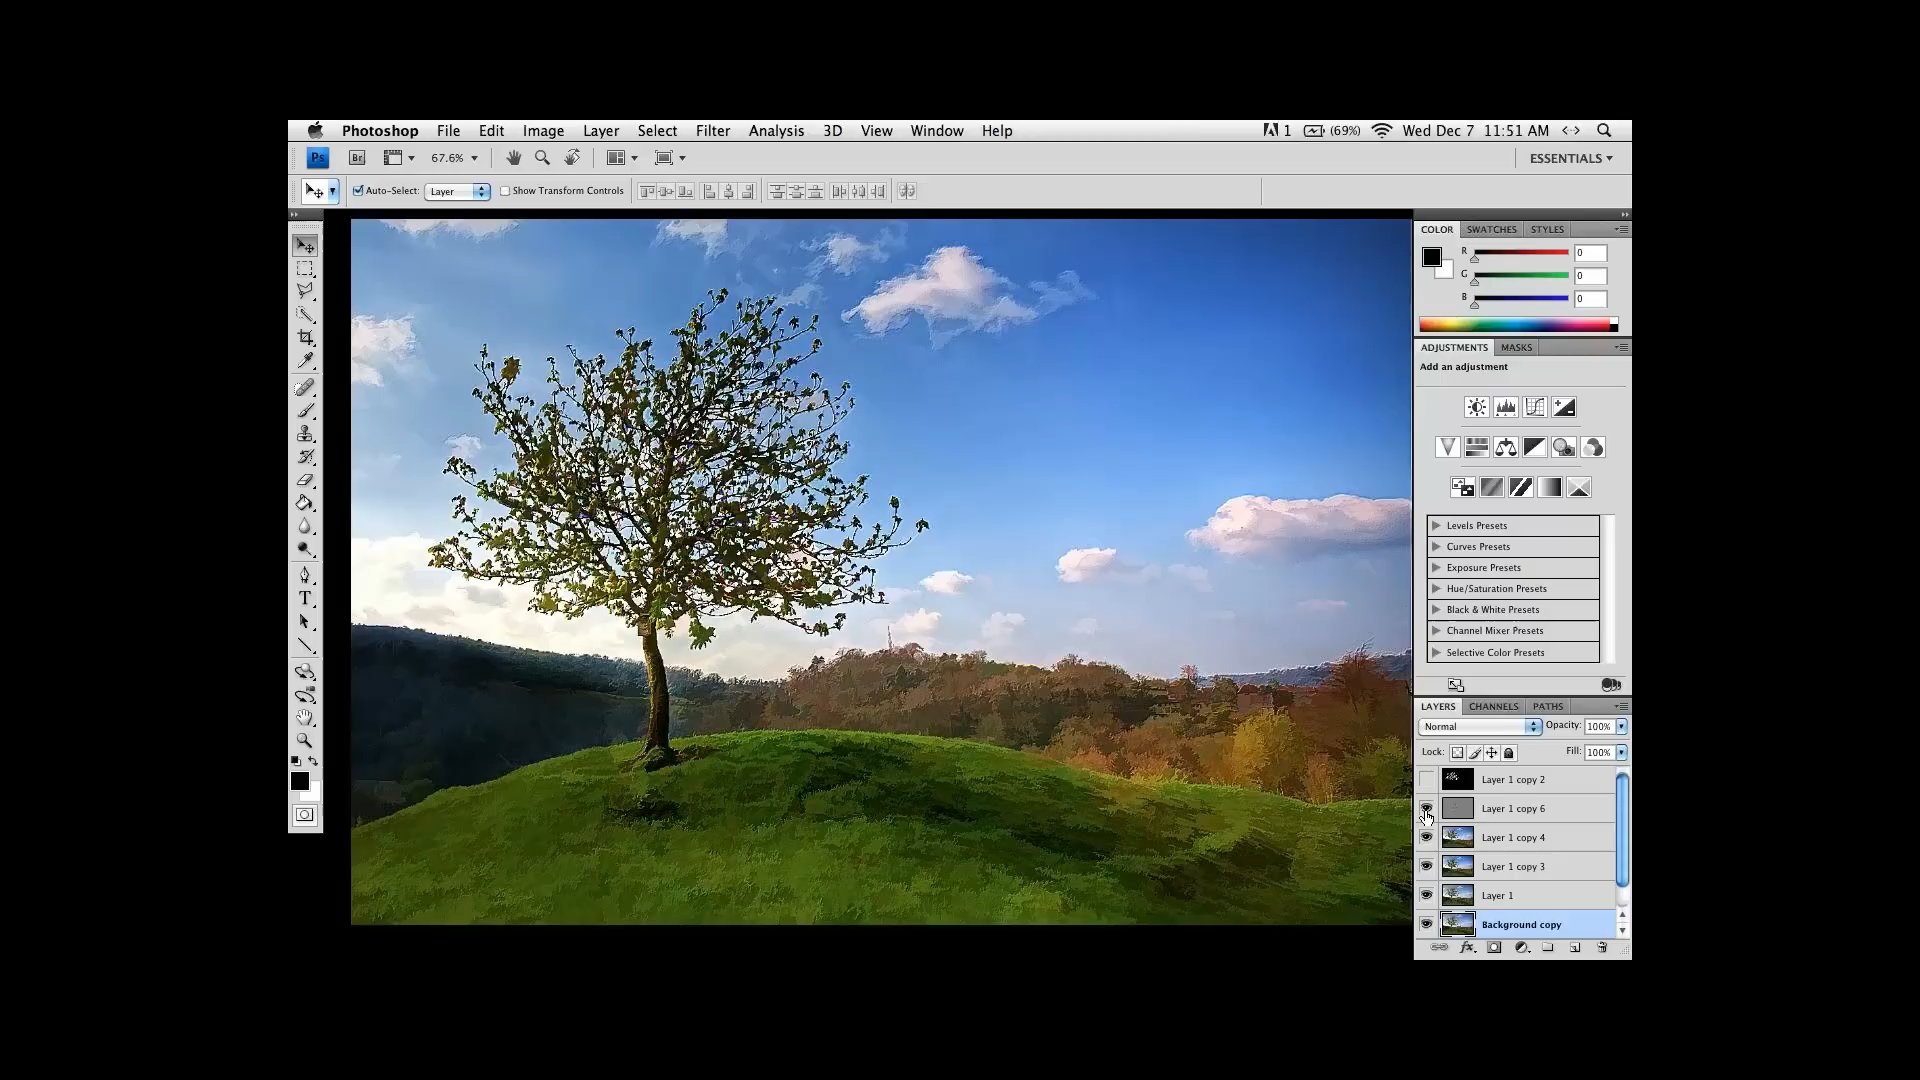 Photoshop File Edit Image Layer Select Filter Analysis 3D View Window Help 1 (69%) Wed Dec 7 11:51 AM
Ps Br 67.6% ESSENTIALS
Auto-Select: Layer Show Transform Controls
COLOR SWATCHES STYLES
R 0
G 0
B 0
ADJUSTMENTS MASKS
Add an adjustment
Levels Presets
Curves Presets
Exposure Presets
Hue/Saturation Presets
Black & White Presets
Channel Mixer Presets
Selective Color Presets
LAYERS CHANNELS PATHS
Normal Opacity: 100%
Lock: Fill: 100%
Layer 1 copy 2
Layer 1 copy 6
Layer 1 copy 4
Layer 1 copy 3
Layer 1
Background copy
fx
T